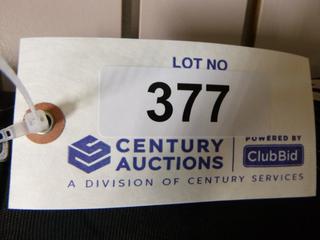 LOT NO
377
CENTURY
AUCTIONS
POWERED BY
ClubBid
A DIVISION OF CENTURY SERVICES